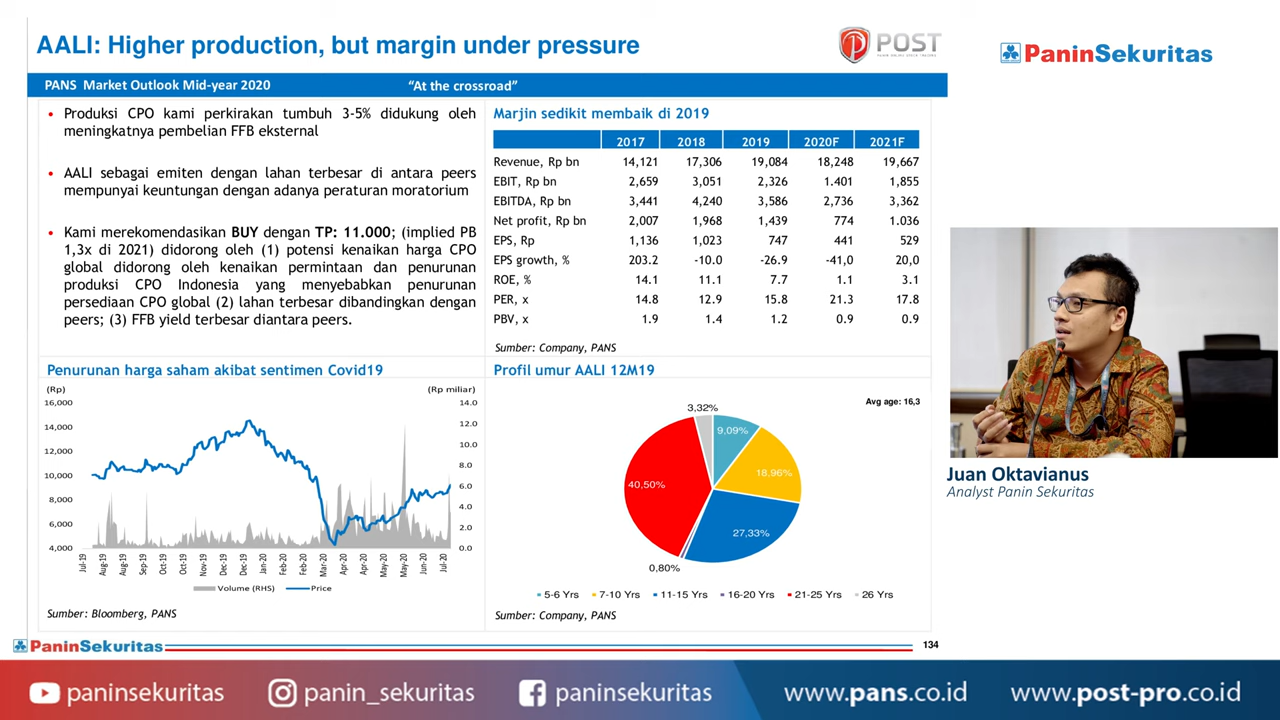 AALI: Higher production, but margin under pressure
POST
PaninSekuritas
PANS Market Outlook Mid-year 2020 “At the crossroad”
• Produksi CPO kami perkirakan tumbuh 3-5% didukung oleh
meningkatnya pembelian FFB eksternal
• AALI sebagai emiten dengan lahan terbesar di antara peers
mempunyai keuntungan dengan adanya peraturan moratorium
• Kami merekomendasikan BUY dengan TP: 11.000; (implied PB
1,3x di 2021) didorong oleh (1) potensi kenaikan harga CPO
global didorong oleh kenaikan permintaan dan penurunan
produksi CPO Indonesia yang menyebabkan penurunan
persediaan CPO global (2) lahan terbesar dibandingkan dengan
peers; (3) FFB yield terbesar diantara peers.
Marjin sedikit membaik di 2019
2017 2018 2019 2020F 2021F
Revenue, Rp bn 14,121 17,306 19,084 18,248 19,667
EBIT, Rp bn 2,659 3,051 2,326 1.401 1,855
EBITDA, Rp bn 3,441 4,240 3,586 2,736 3,362
Net profit, Rp bn 2,007 1,968 1,439 774 1.036
EPS, Rp 1,136 1,023 747 441 529
EPS growth, % 203.2 -10.0 -26.9 -41,0 20,0
ROE, % 14.1 11.1 7.7 1.1 3.1
PER, x 14.8 12.9 15.8 21.3 17.8
PBV, x 1.9 1.4 1.2 0.9 0.9
Sumber: Company, PANS
Penurunan harga saham akibat sentimen Covid19
(Rp) (Rp miliar)
16,000 14.0
14,000 12.0
12,000 10.0
10,000 8.0
8,000 6.0
6,000 4.0
4,000 2.0
0.0
Jul-19 Aug-19 Aug-19 Sep-19 Oct-19 Oct-19 Nov-19 Dec-19 Dec-19 Jan-20 Feb-20 Feb-20 Mar-20 Apr-20 Apr-20 May-20 May-20 Jun-20 Jul-20
Volume (RHS) Price
Sumber: Bloomberg, PANS
Profil umur AALI 12M19
Avg age: 16,3
3,32%
9,09%
18,96%
40,50%
27,33%
0,80%
5-6 Yrs 7-10 Yrs 11-15 Yrs 16-20 Yrs 21-25 Yrs 26 Yrs
Sumber: Company, PANS
Juan Oktavianus
Analyst Panin Sekuritas
PaninSekuritas
134
paninsekuritas panin_sekuritas paninsekuritas www.pans.co.id www.post-pro.co.id